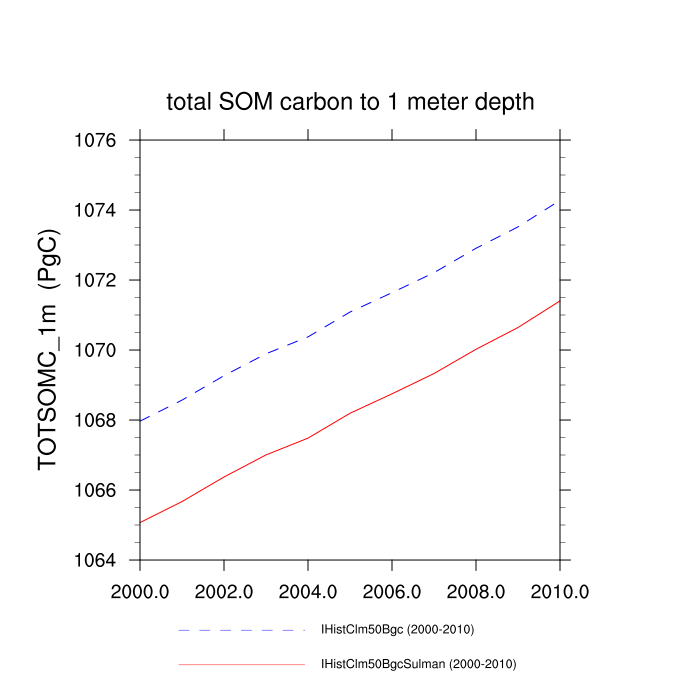 total SOM carbon to 1 meter depth
TOTSOMC_1m (PgC)
1076
1074
1072
1070
1068
1066
1064
2000.0 2002.0 2004.0 2006.0 2008.0 2010.0
IHistClm50Bgc (2000-2010)
IHistClm50BgcSulman (2000-2010)